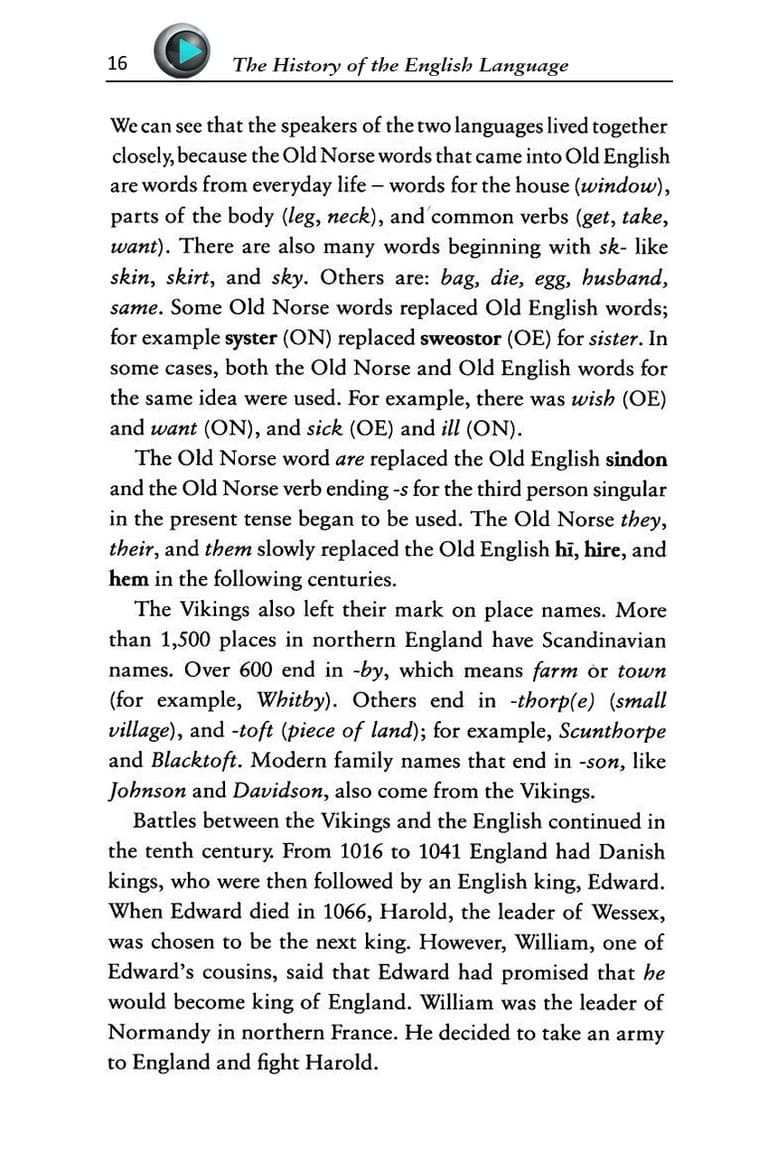 16
The History of the English Language
We can see that the speakers of the two languages lived together
closely, because the Old Norse words that came into Old English
are words from everyday life – words for the house (window),
parts of the body (leg, neck), and common verbs (get, take,
want). There are also many words beginning with sk- like
skin, skirt, and sky. Others are: bag, die, egg, husband,
same. Some Old Norse words replaced Old English words;
for example syster (ON) replaced sweostor (OE) for sister. In
some cases, both the Old Norse and Old English words for
the same idea were used. For example, there was wish (OE)
and want (ON), and sick (OE) and ill (ON).
The Old Norse word are replaced the Old English sindon
and the Old Norse verb ending -s for the third person singular
in the present tense began to be used. The Old Norse they,
their, and them slowly replaced the Old English hī, hire, and
hem in the following centuries.
The Vikings also left their mark on place names. More
than 1,500 places in northern England have Scandinavian
names. Over 600 end in -by, which means farm or town
(for example, Whitby). Others end in -thorp(e) (small
village), and -toft (piece of land); for example, Scunthorpe
and Blacktoft. Modern family names that end in -son, like
Johnson and Davidson, also come from the Vikings.
Battles between the Vikings and the English continued in
the tenth century. From 1016 to 1041 England had Danish
kings, who were then followed by an English king, Edward.
When Edward died in 1066, Harold, the leader of Wessex,
was chosen to be the next king. However, William, one of
Edward's cousins, said that Edward had promised that he
would become king of England. William was the leader of
Normandy in northern France. He decided to take an army
to England and fight Harold.